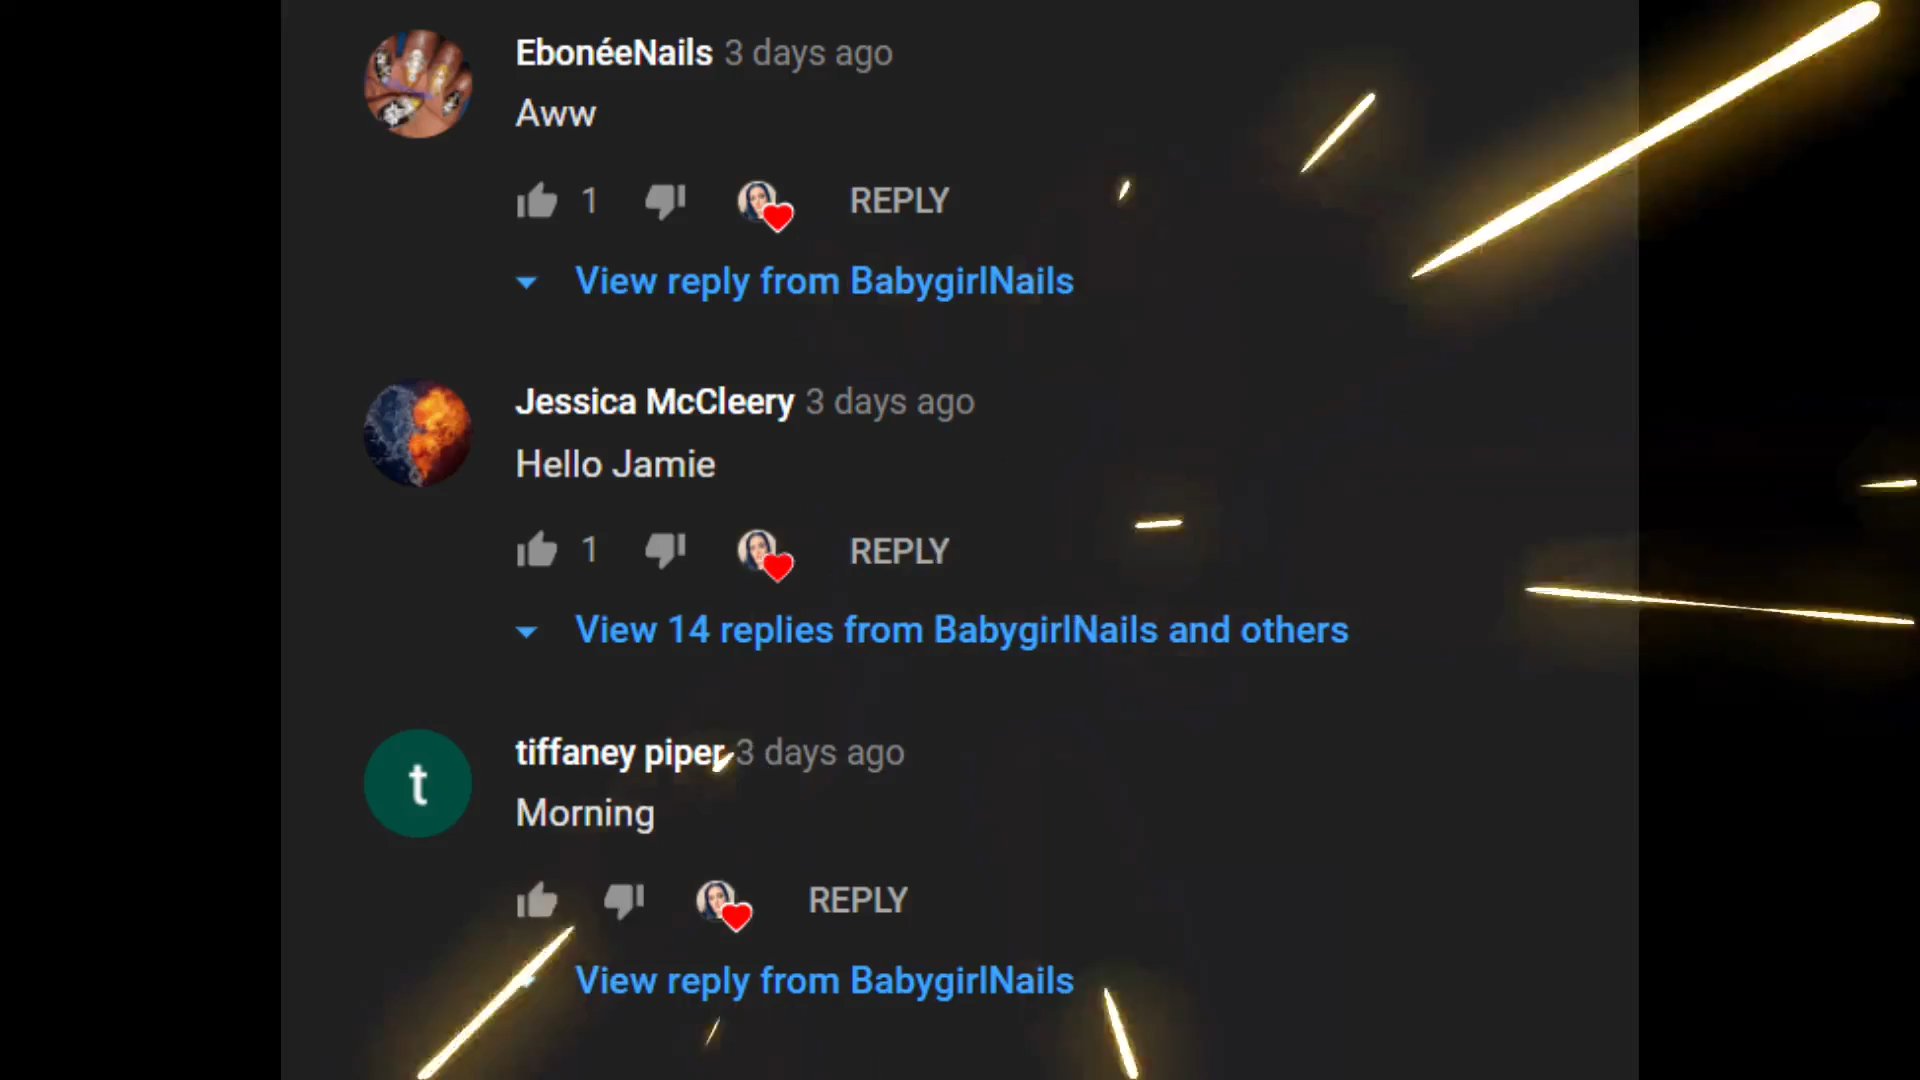 EbonéeNails 3 days ago
Aww
1 REPLY
View reply from BabygirlNails
Jessica McCleery 3 days ago
Hello Jamie
1 REPLY
View 14 replies from BabygirlNails and others
t
tiffaney piper 3 days ago
Morning
REPLY
View reply from BabygirlNails